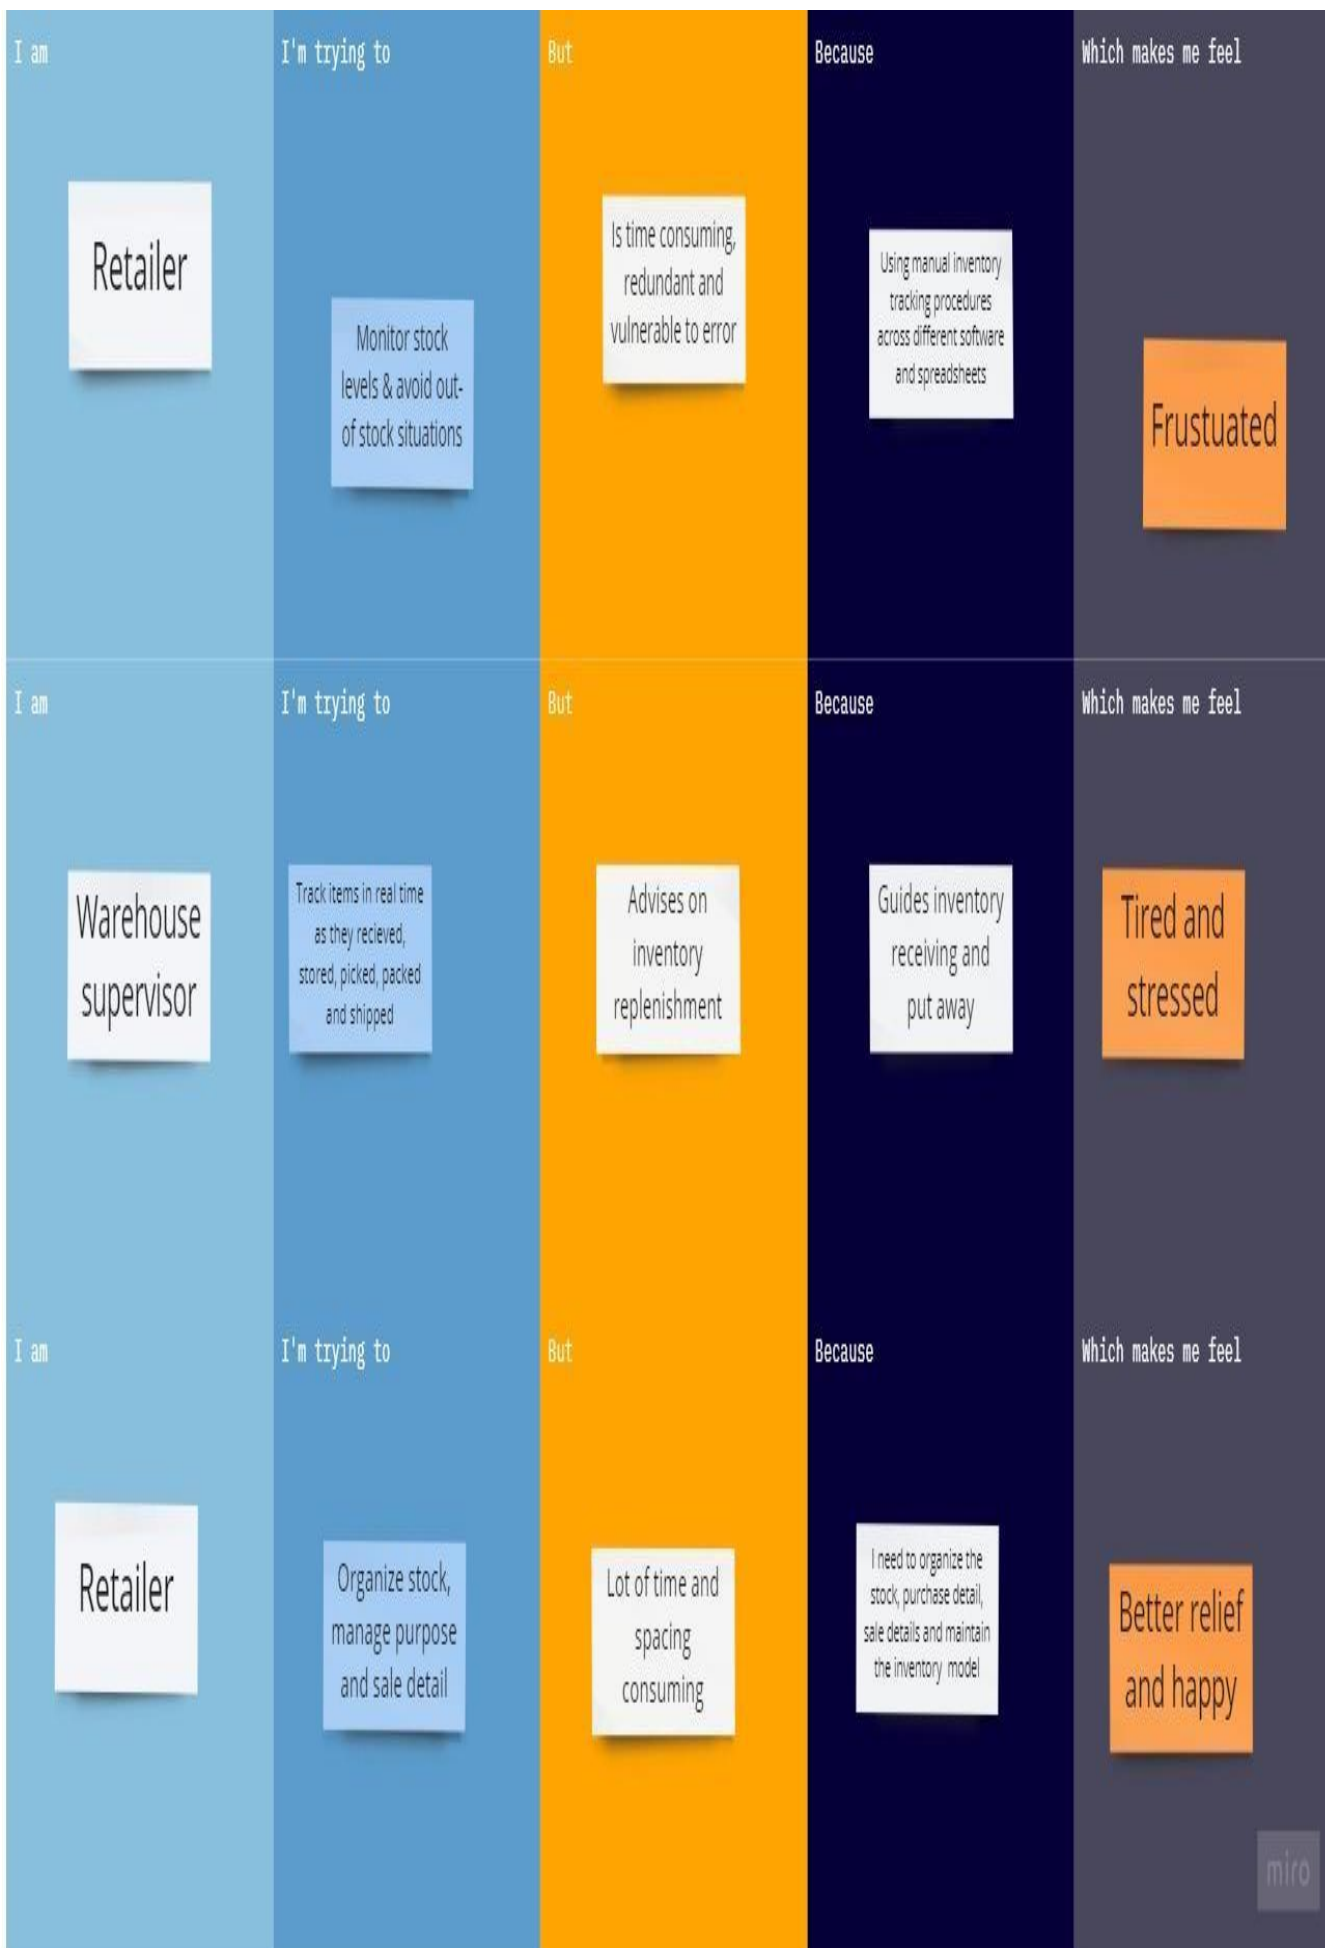 I am
I'm trying to
But
Because
Which makes me feel
Retailer
Monitor stock
levels & avoid out-
of stock situations
Is time consuming,
redundant and
vulnerable to error
Using manual inventory
tracking procedures
across different software
and spreadsheets
Frustuated
I am
I'm trying to
But
Because
Which makes me feel
Warehouse
supervisor
Track items in real time
as they recieved,
stored, picked, packed
and shipped
Advises on
inventory
replenishment
Guides inventory
receiving and
put away
Tired and
stressed
I am
I'm trying to
But
Because
Which makes me feel
Retailer
Organize stock,
manage purpose
and sale detail
Lot of time and
spacing
consuming
I need to organize the
stock, purchase detail,
sale details and maintain
the inventory model
Better relief
and happy
miro